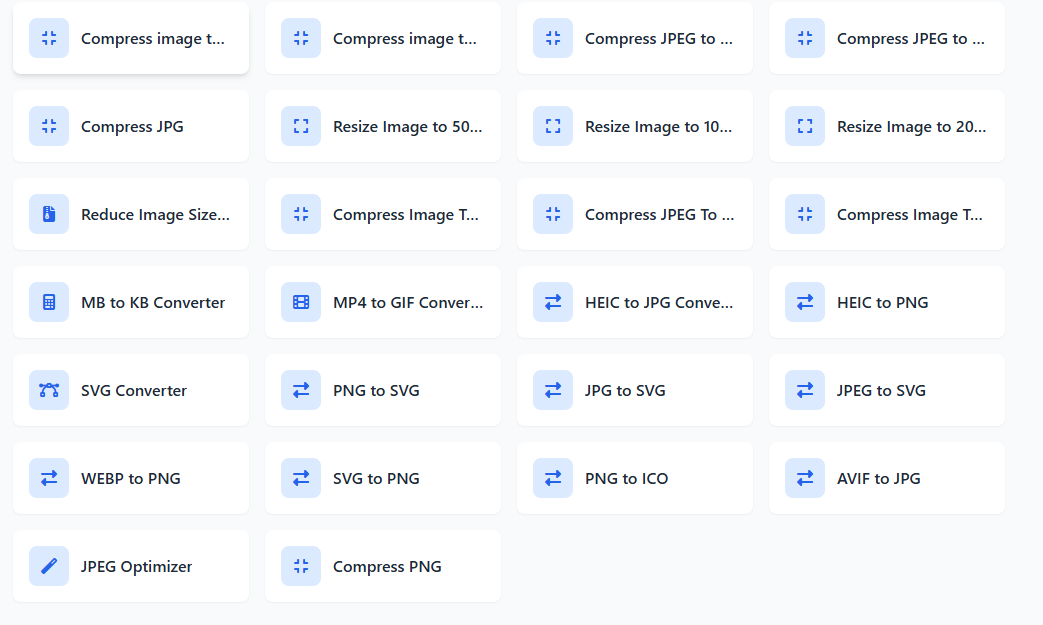 Compress image t...
Compress image t...
Compress JPEG to ...
Compress JPEG to ...
Compress JPG
Resize Image to 50...
Resize Image to 10...
Resize Image to 20...
Reduce Image Size...
Compress Image T...
Compress JPEG To ...
Compress Image T...
MB to KB Converter
MP4 to GIF Conver...
HEIC to JPG Conve...
HEIC to PNG
SVG Converter
PNG to SVG
JPG to SVG
JPEG to SVG
WEBP to PNG
SVG to PNG
PNG to ICO
AVIF to JPG
JPEG Optimizer
Compress PNG